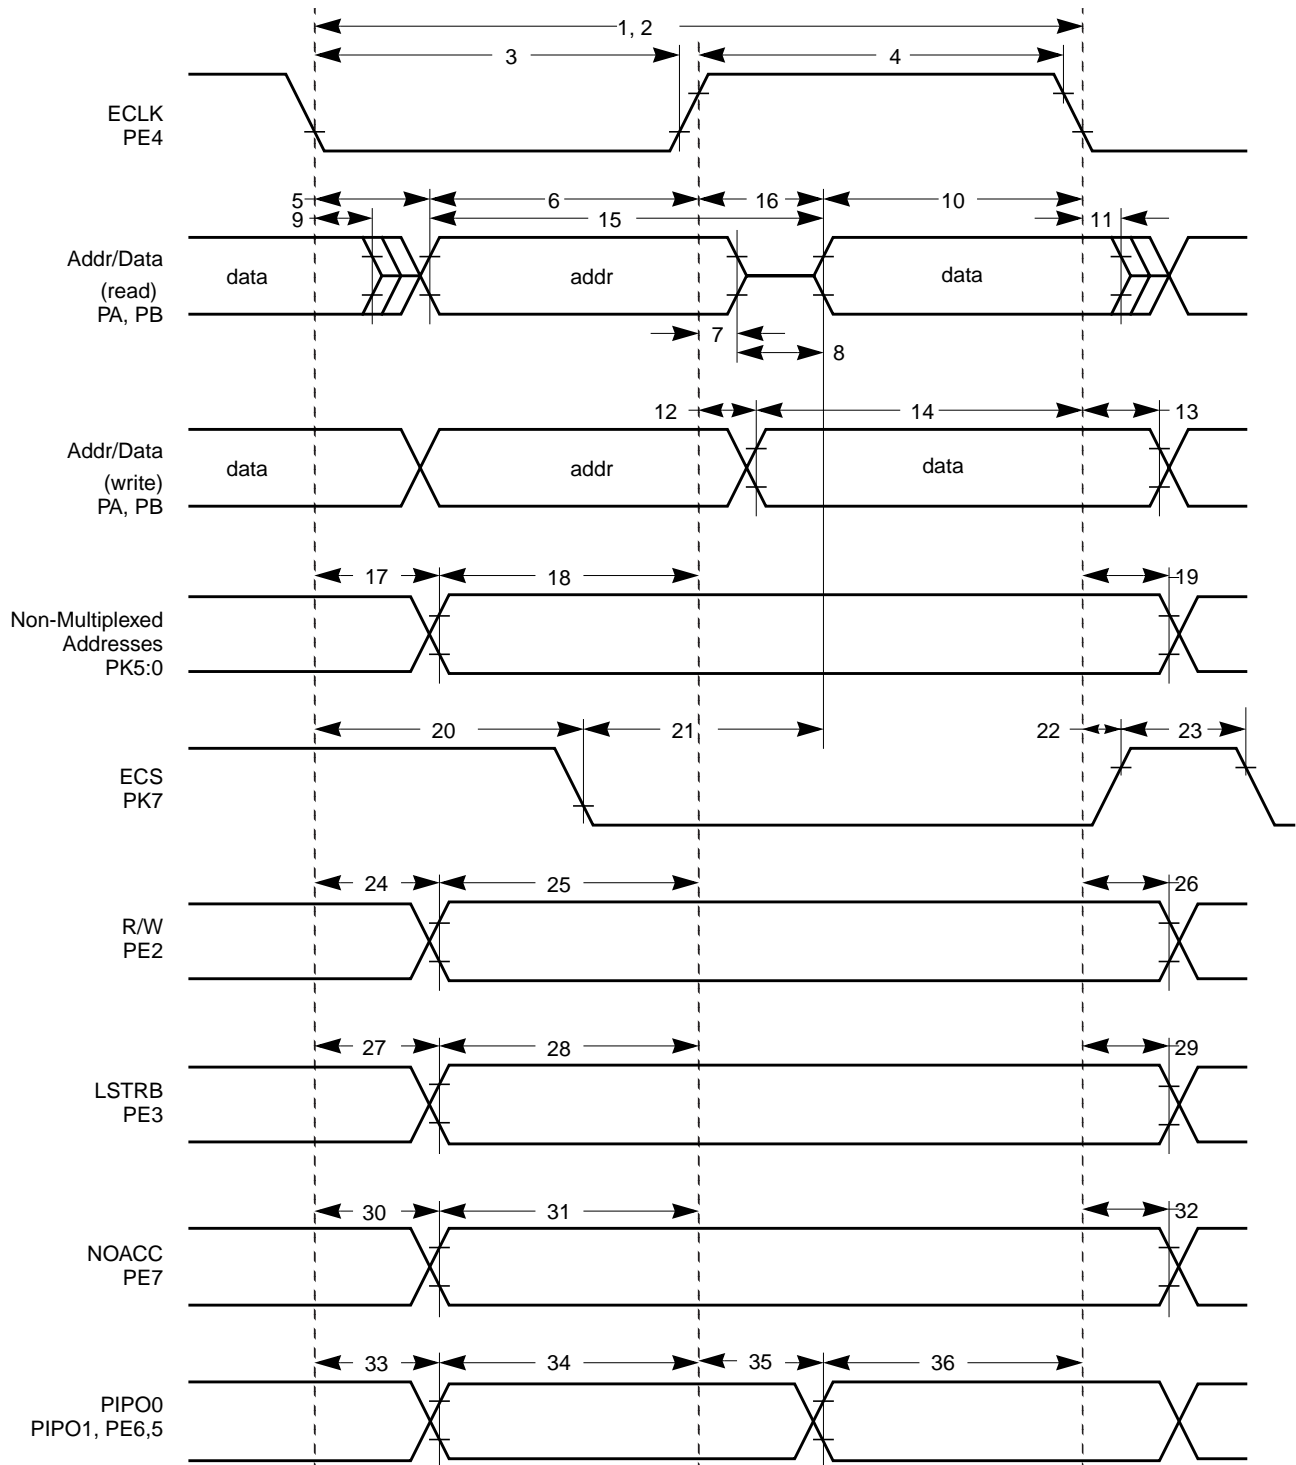 1, 2
3
4
ECLK
PE4
5
6
16
10
9
15
11
Addr/Data
(read)
PA, PB
data
addr
data
7
8
12
14
13
Addr/Data
(write)
PA, PB
data
addr
data
17
18
19
Non-Multiplexed
Addresses
PK5:0
20
21
22
23
ECS
PK7
24
25
26
R/W
PE2
27
28
29
LSTRB
PE3
30
31
32
NOACC
PE7
33
34
35
36
PIPO0
PIPO1, PE6,5